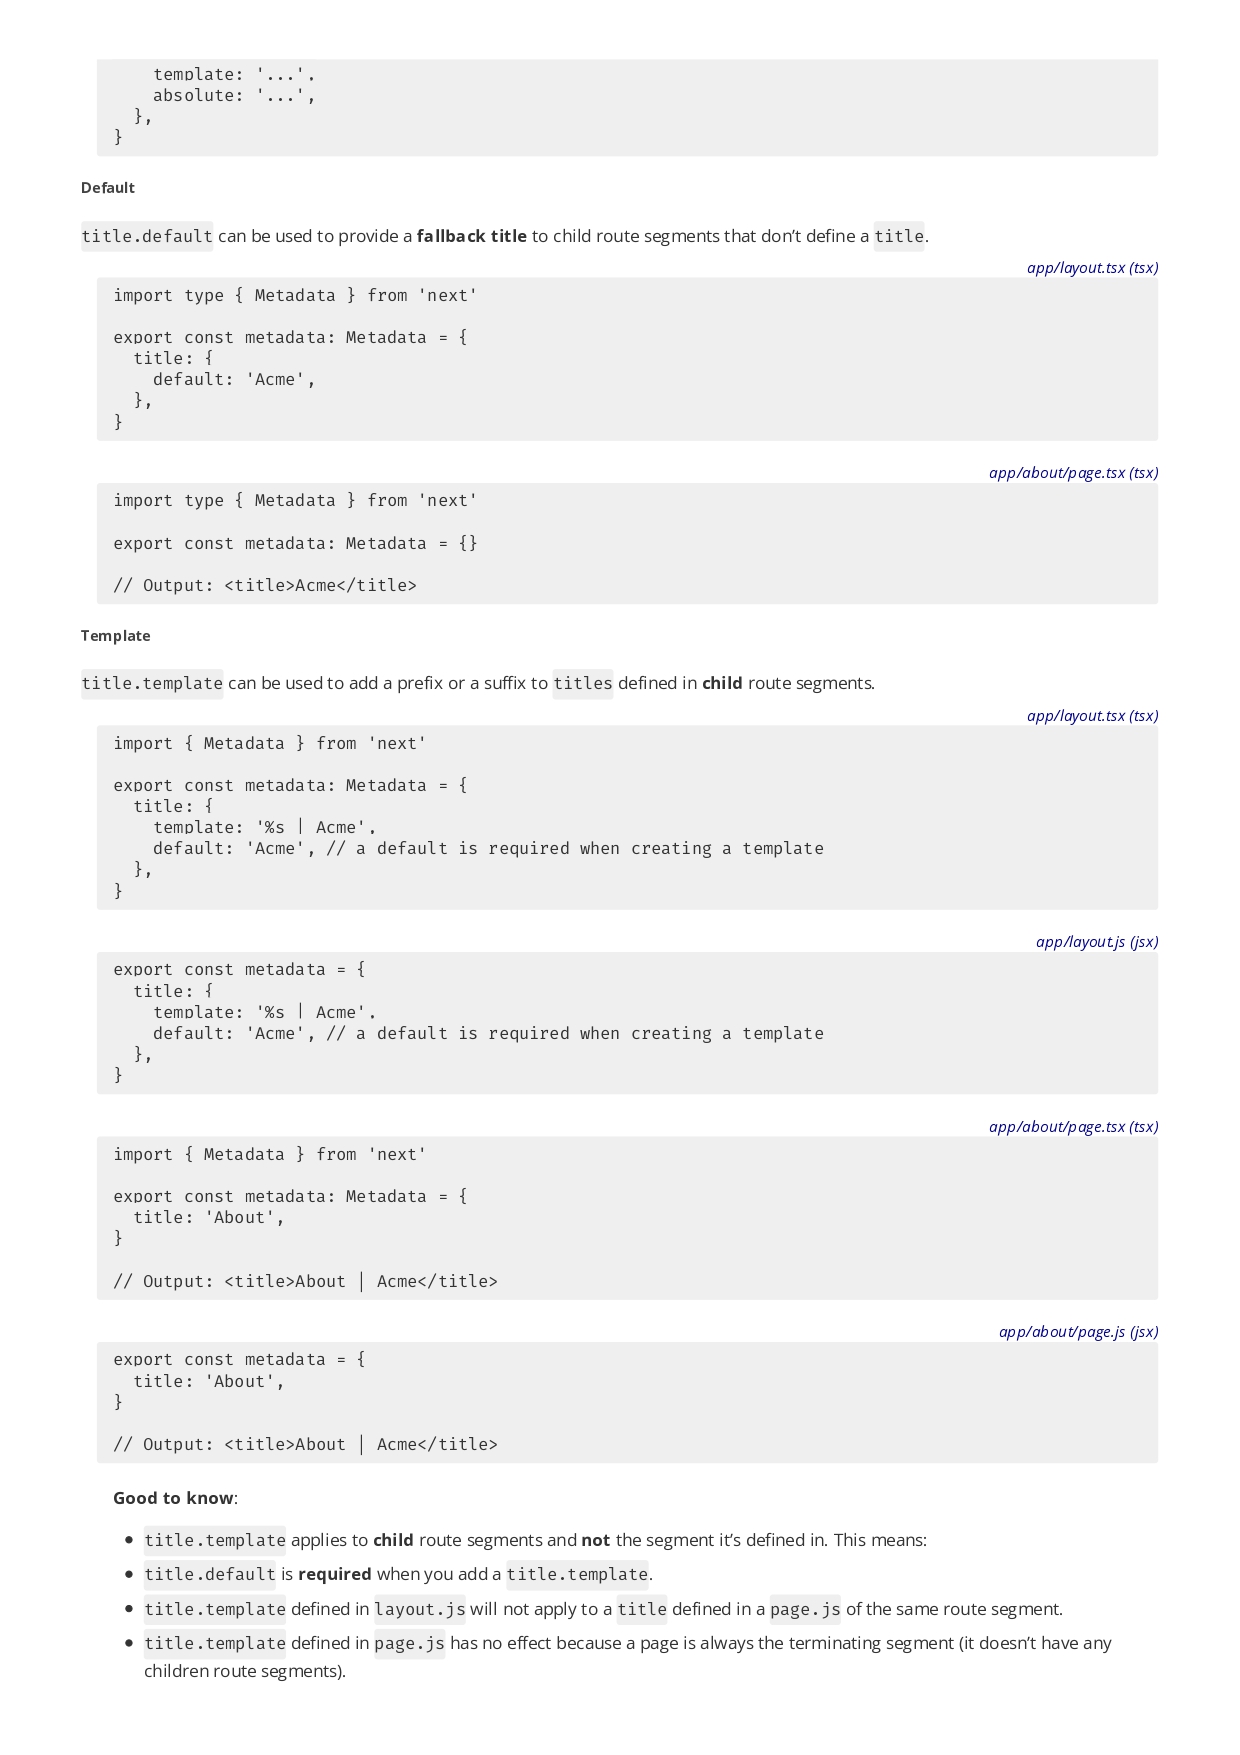 template: '...',
    absolute: '...',
  },
}
Default
title.default can be used to provide a fallback title to child route segments that don’t define a title.
app/layout.tsx (tsx)
import type { Metadata } from 'next'

export const metadata: Metadata = {
  title: {
    default: 'Acme',
  },
}
app/about/page.tsx (tsx)
import type { Metadata } from 'next'

export const metadata: Metadata = {}

// Output: <title>Acme</title>
Template
title.template can be used to add a prefix or a suffix to titles defined in child route segments.
app/layout.tsx (tsx)
import { Metadata } from 'next'

export const metadata: Metadata = {
  title: {
    template: '%s | Acme',
    default: 'Acme', // a default is required when creating a template
  },
}
app/layout.js (jsx)
export const metadata = {
  title: {
    template: '%s | Acme',
    default: 'Acme', // a default is required when creating a template
  },
}
app/about/page.tsx (tsx)
import { Metadata } from 'next'

export const metadata: Metadata = {
  title: 'About',
}

// Output: <title>About | Acme</title>
app/about/page.js (jsx)
export const metadata = {
  title: 'About',
}

// Output: <title>About | Acme</title>
Good to know:
• title.template applies to child route segments and not the segment it’s defined in. This means:
• title.default is required when you add a title.template.
• title.template defined in layout.js will not apply to a title defined in a page.js of the same route segment.
• title.template defined in page.js has no effect because a page is always the terminating segment (it doesn’t have any
children route segments).